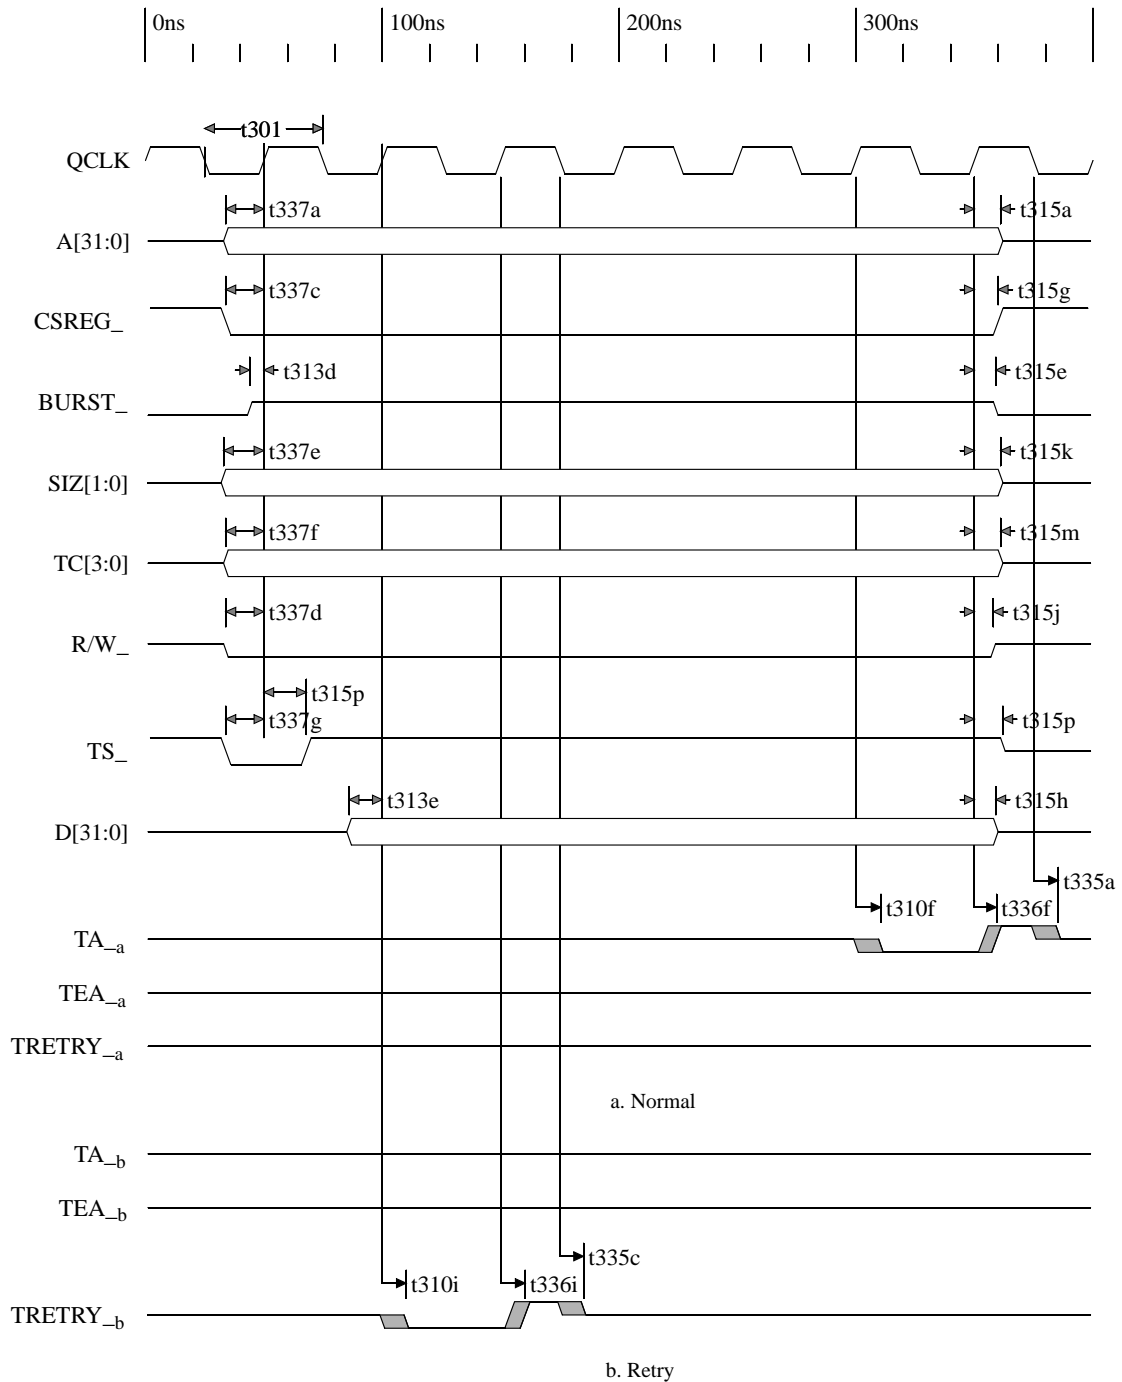 0ns 100ns 200ns 300ns
t301
QCLK
t337a t315a
A[31:0]
t337c t315g
CSREG_
t313d t315e
BURST_
t337e t315k
SIZ[1:0]
t337f t315m
TC[3:0]
t337d t315j
R/W_
t315p
t337g t315p
TS_
t313e t315h
D[31:0]
t335a
t310f t336f
TA_a
TEA_a
TRETRY_a
a. Normal
TA_b
TEA_b
t335c
t310i t336i
TRETRY_b
b. Retry